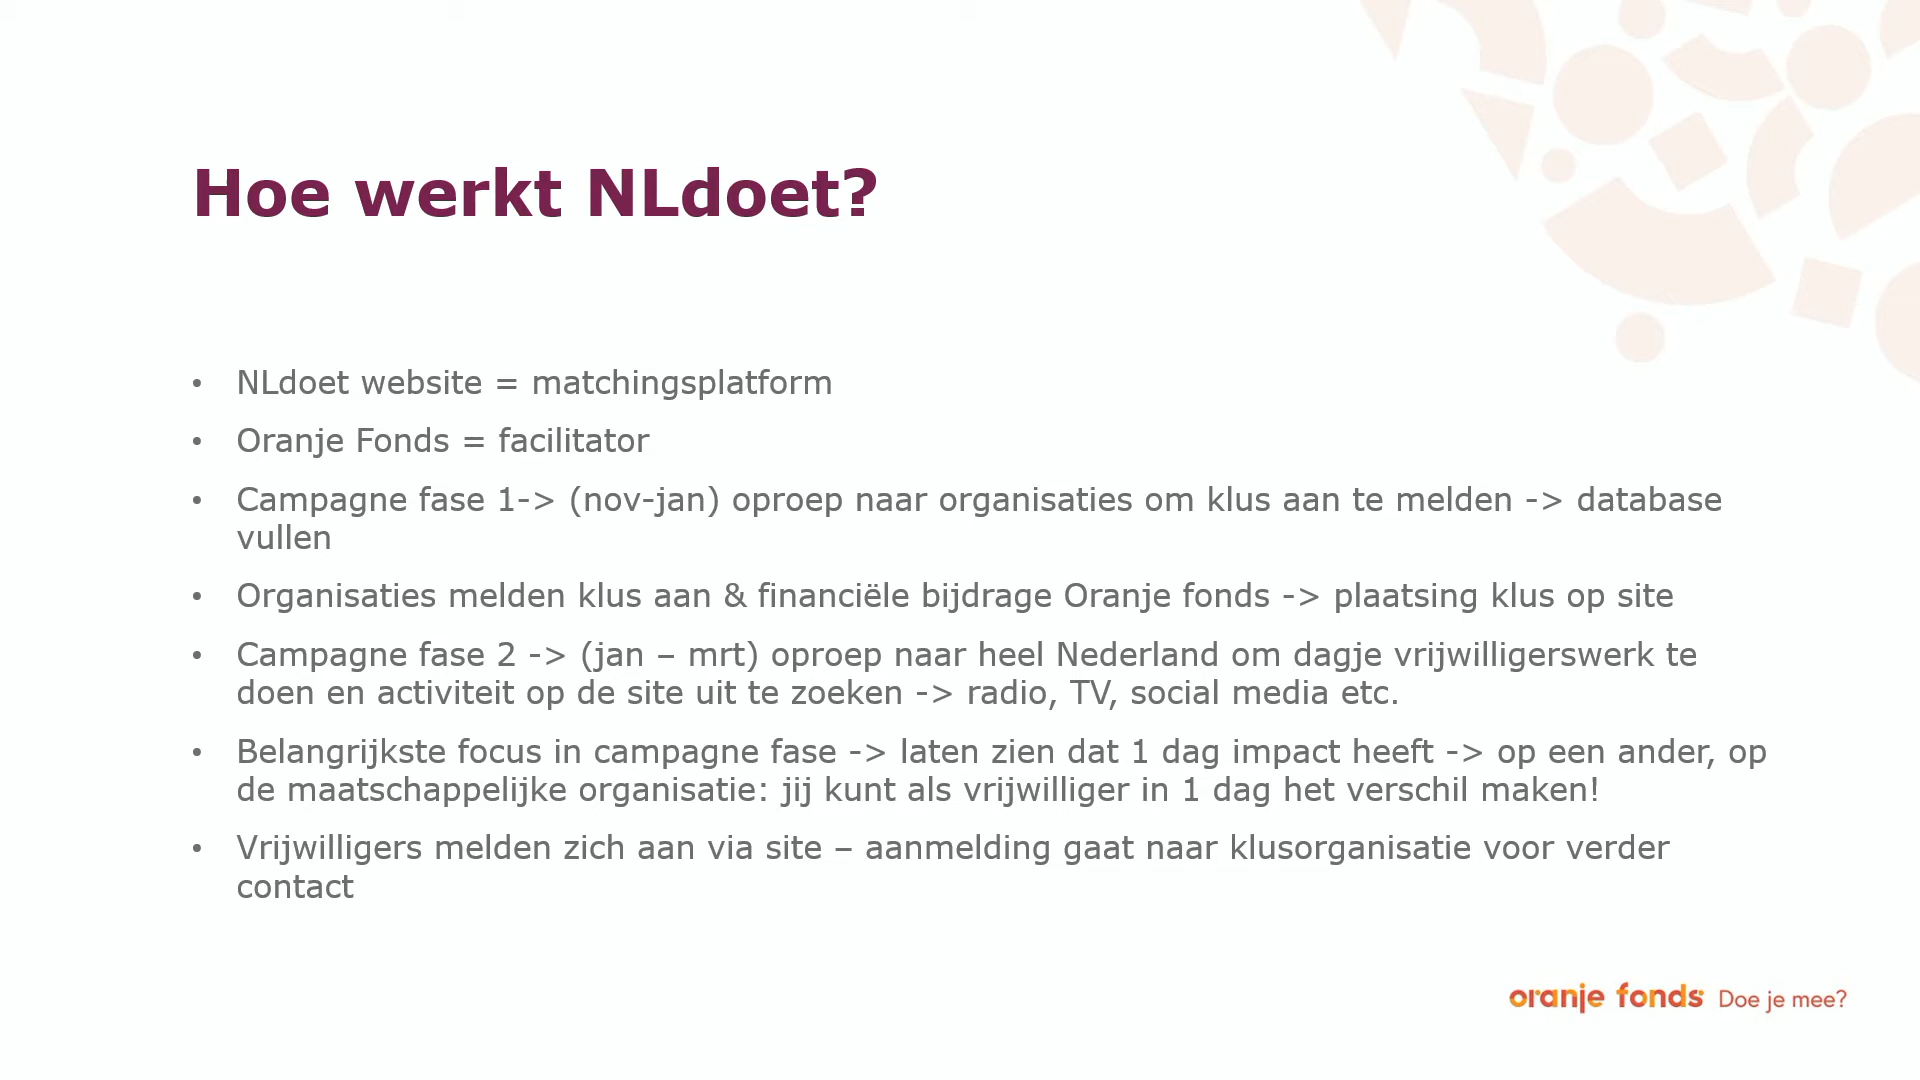 Hoe werkt NLdoet?
• NLdoet website = matchingsplatform
• Oranje Fonds = facilitator
• Campagne fase 1-> (nov-jan) oproep naar organisaties om klus aan te melden -> database
vullen
• Organisaties melden klus aan & financiële bijdrage Oranje fonds -> plaatsing klus op site
• Campagne fase 2 -> (jan – mrt) oproep naar heel Nederland om dagje vrijwilligerswerk te
doen en activiteit op de site uit te zoeken -> radio, TV, social media etc.
• Belangrijkste focus in campagne fase -> laten zien dat 1 dag impact heeft -> op een ander, op
de maatschappelijke organisatie: jij kunt als vrijwilliger in 1 dag het verschil maken!
• Vrijwilligers melden zich aan via site – aanmelding gaat naar klusorganisatie voor verder
contact
oranje fonds Doe je mee?